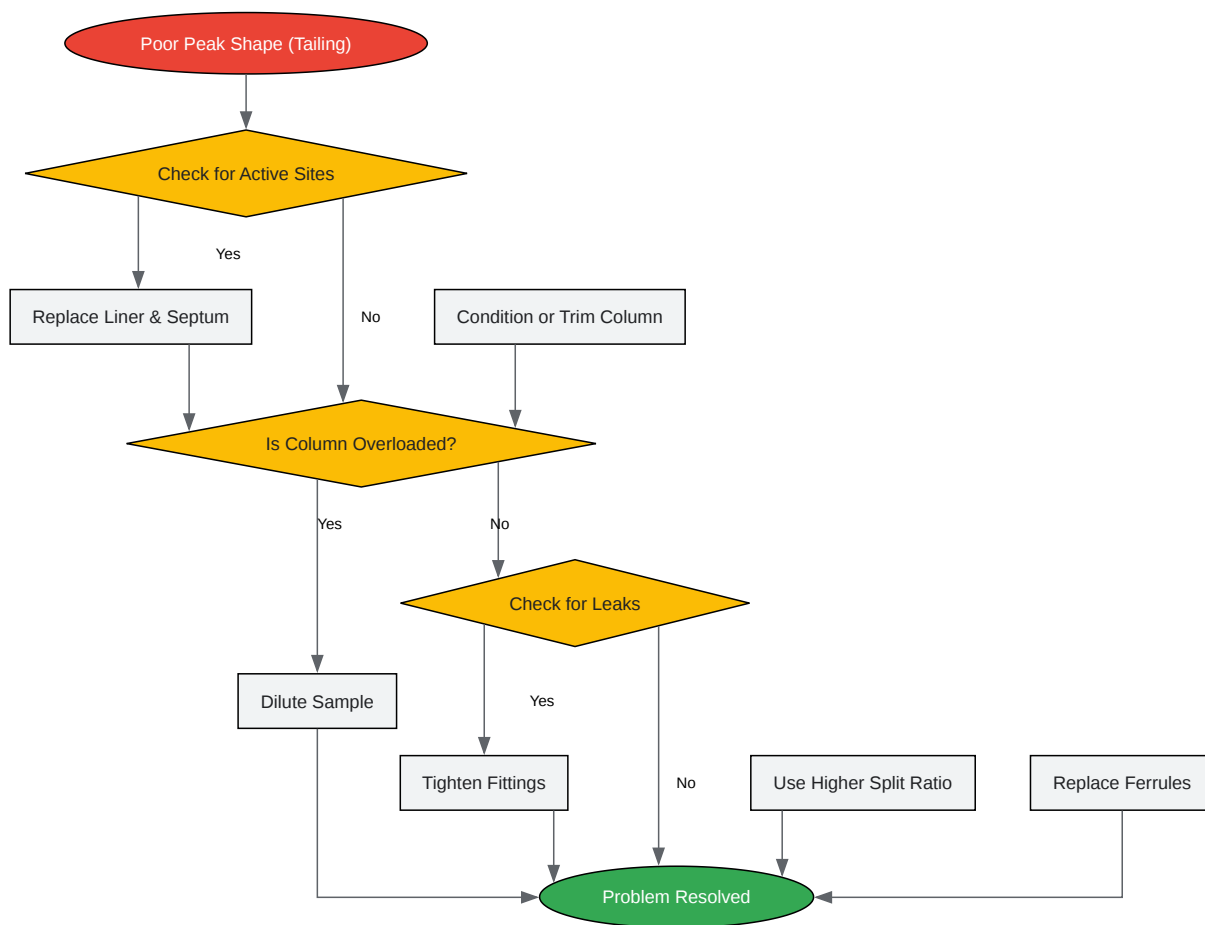 Poor Peak Shape (Tailing)
Check for Active Sites
Yes
Replace Liner & Septum
No
Condition or Trim Column
Is Column Overloaded?
Yes
No
Check for Leaks
Dilute Sample
Yes
Tighten Fittings
No
Use Higher Split Ratio
Replace Ferrules
Problem Resolved